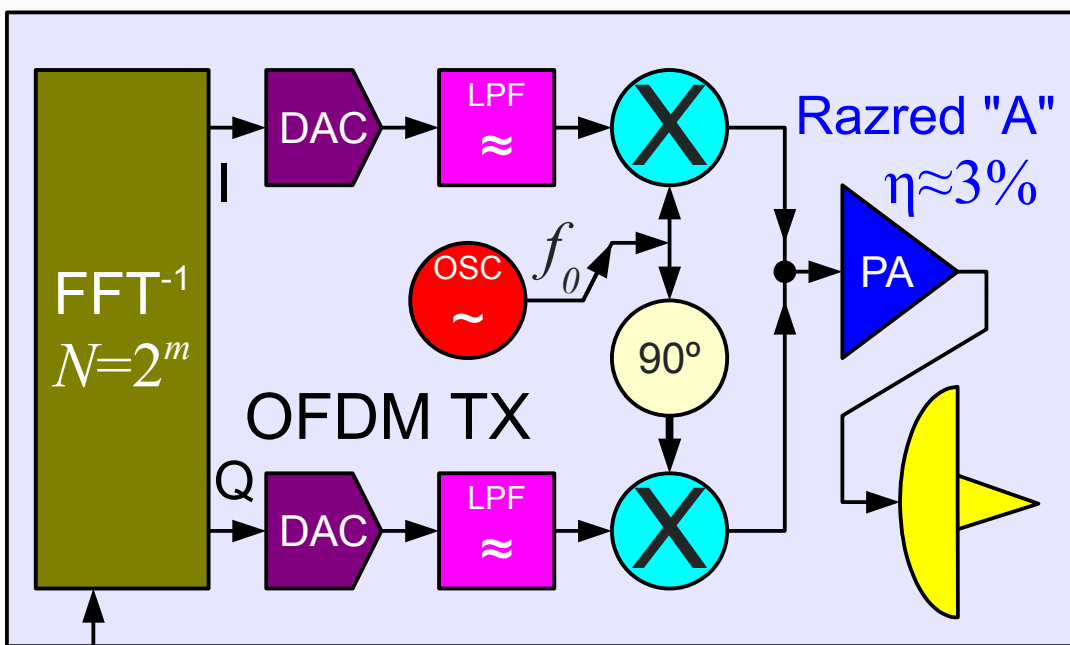 DAC
LPF
≈
X
Razred "A"
η≈3%
I
OSC
~
f₀
PA
FFT⁻¹
N=2ᵐ
90º
OFDM TX
Q
DAC
LPF
≈
X